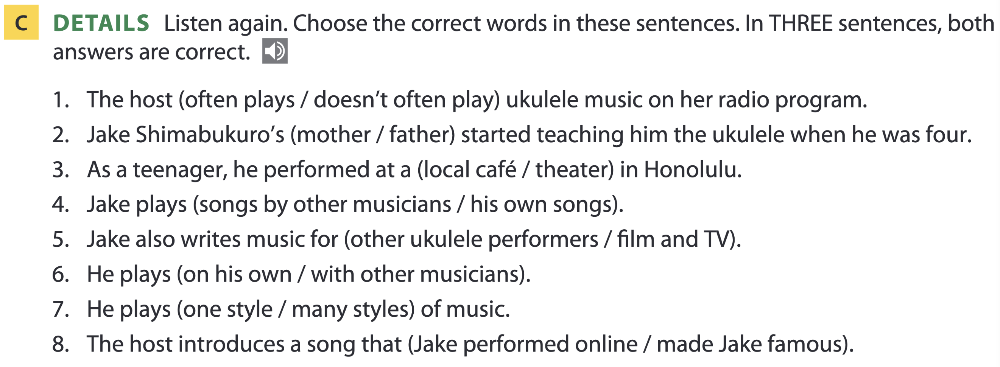 C DETAILS Listen again. Choose the correct words in these sentences. In THREE sentences, both
answers are correct.
1. The host (often plays / doesn’t often play) ukulele music on her radio program.
2. Jake Shimabukuro’s (mother / father) started teaching him the ukulele when he was four.
3. As a teenager, he performed at a (local café / theater) in Honolulu.
4. Jake plays (songs by other musicians / his own songs).
5. Jake also writes music for (other ukulele performers / film and TV).
6. He plays (on his own / with other musicians).
7. He plays (one style / many styles) of music.
8. The host introduces a song that (Jake performed online / made Jake famous).